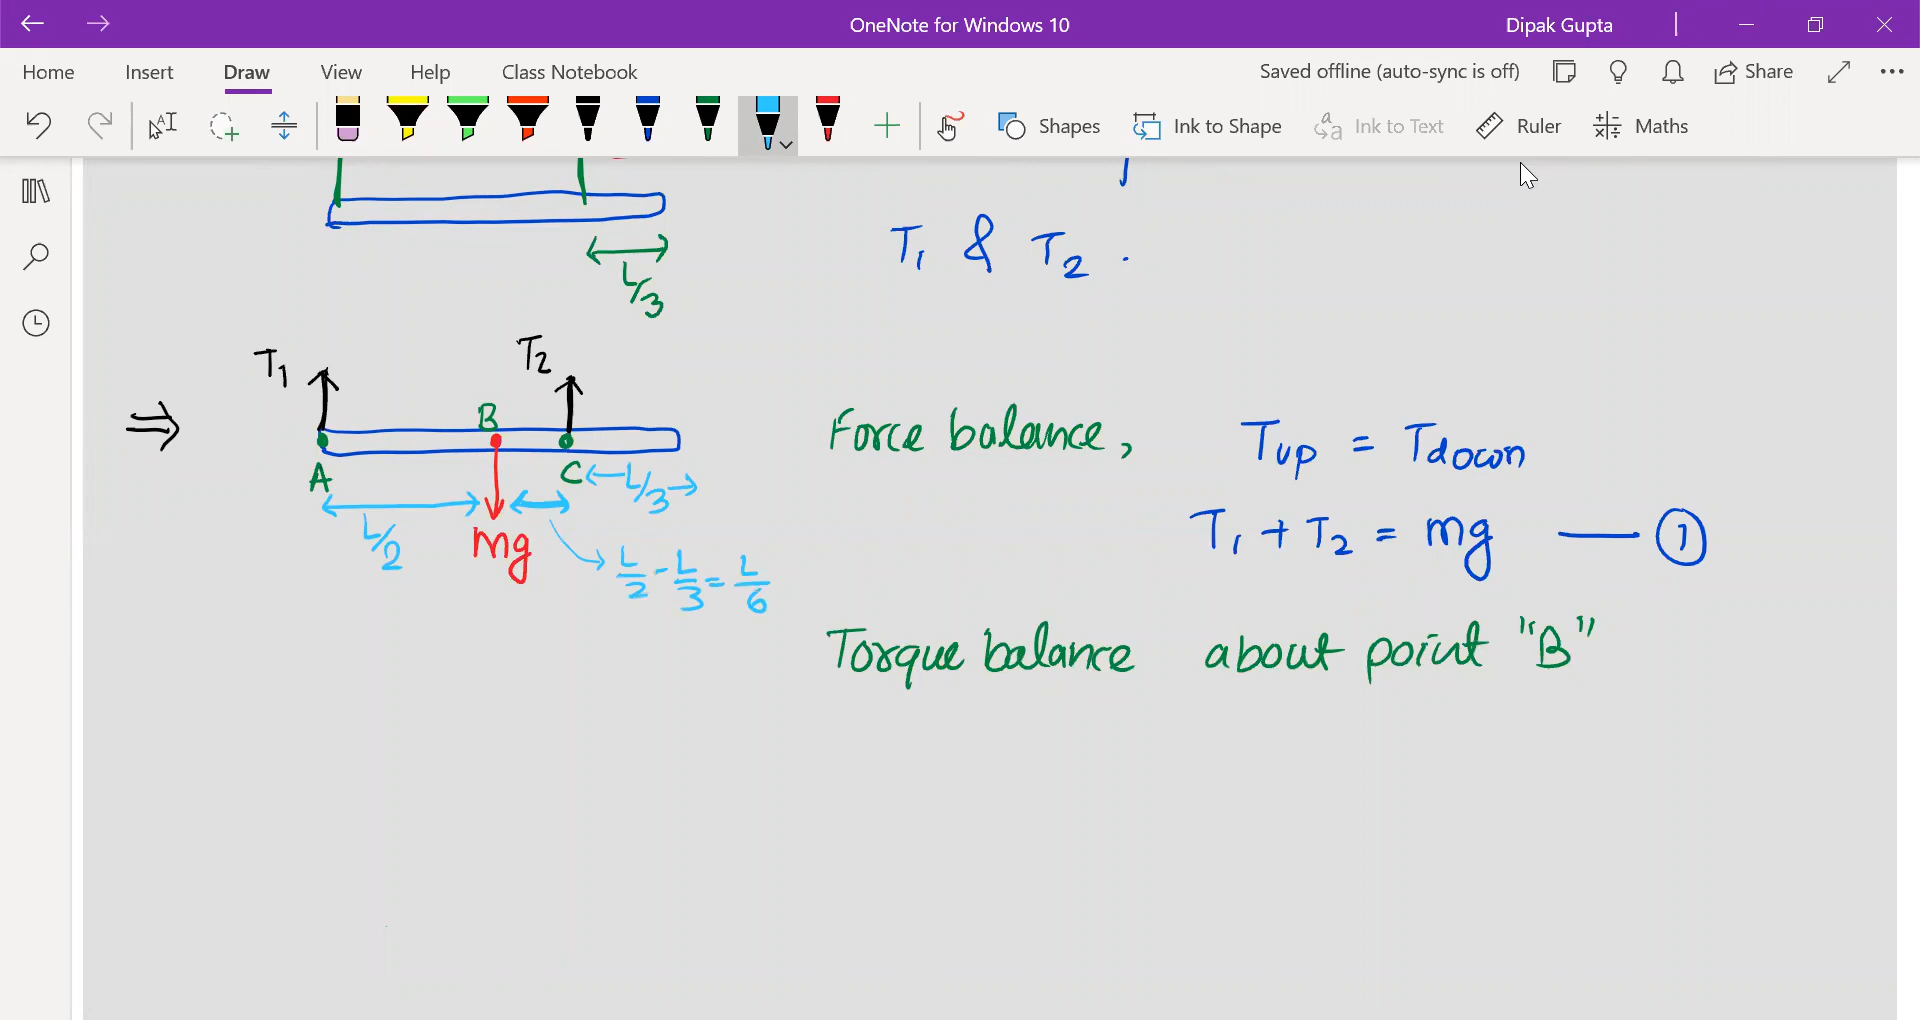 OneNote for Windows 10
Dipak Gupta
Home Insert Draw View Help Class Notebook
Saved offline (auto-sync is off) Share
Shapes Ink to Shape Ink to Text Ruler Maths
T1 & T2 .
L/3
T1 T2
B
A C
L/3
L/2
mg
L/2 - L/3 = L/6
Force balance, Tup = Tdown
T1 + T2 = mg — 1
Torque balance about point "B"